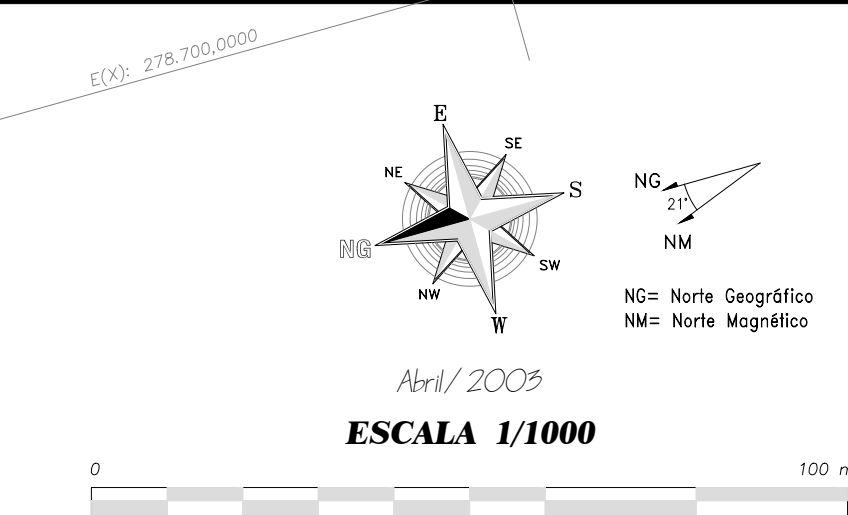 E(X): 278.700,0000
E
SE
NE
S
NG
SW
NW
W
NG
21°
NM
NG= Norte Geográfico
NM= Norte Magnético
Abril/2003
ESCALA 1/1000
0
100